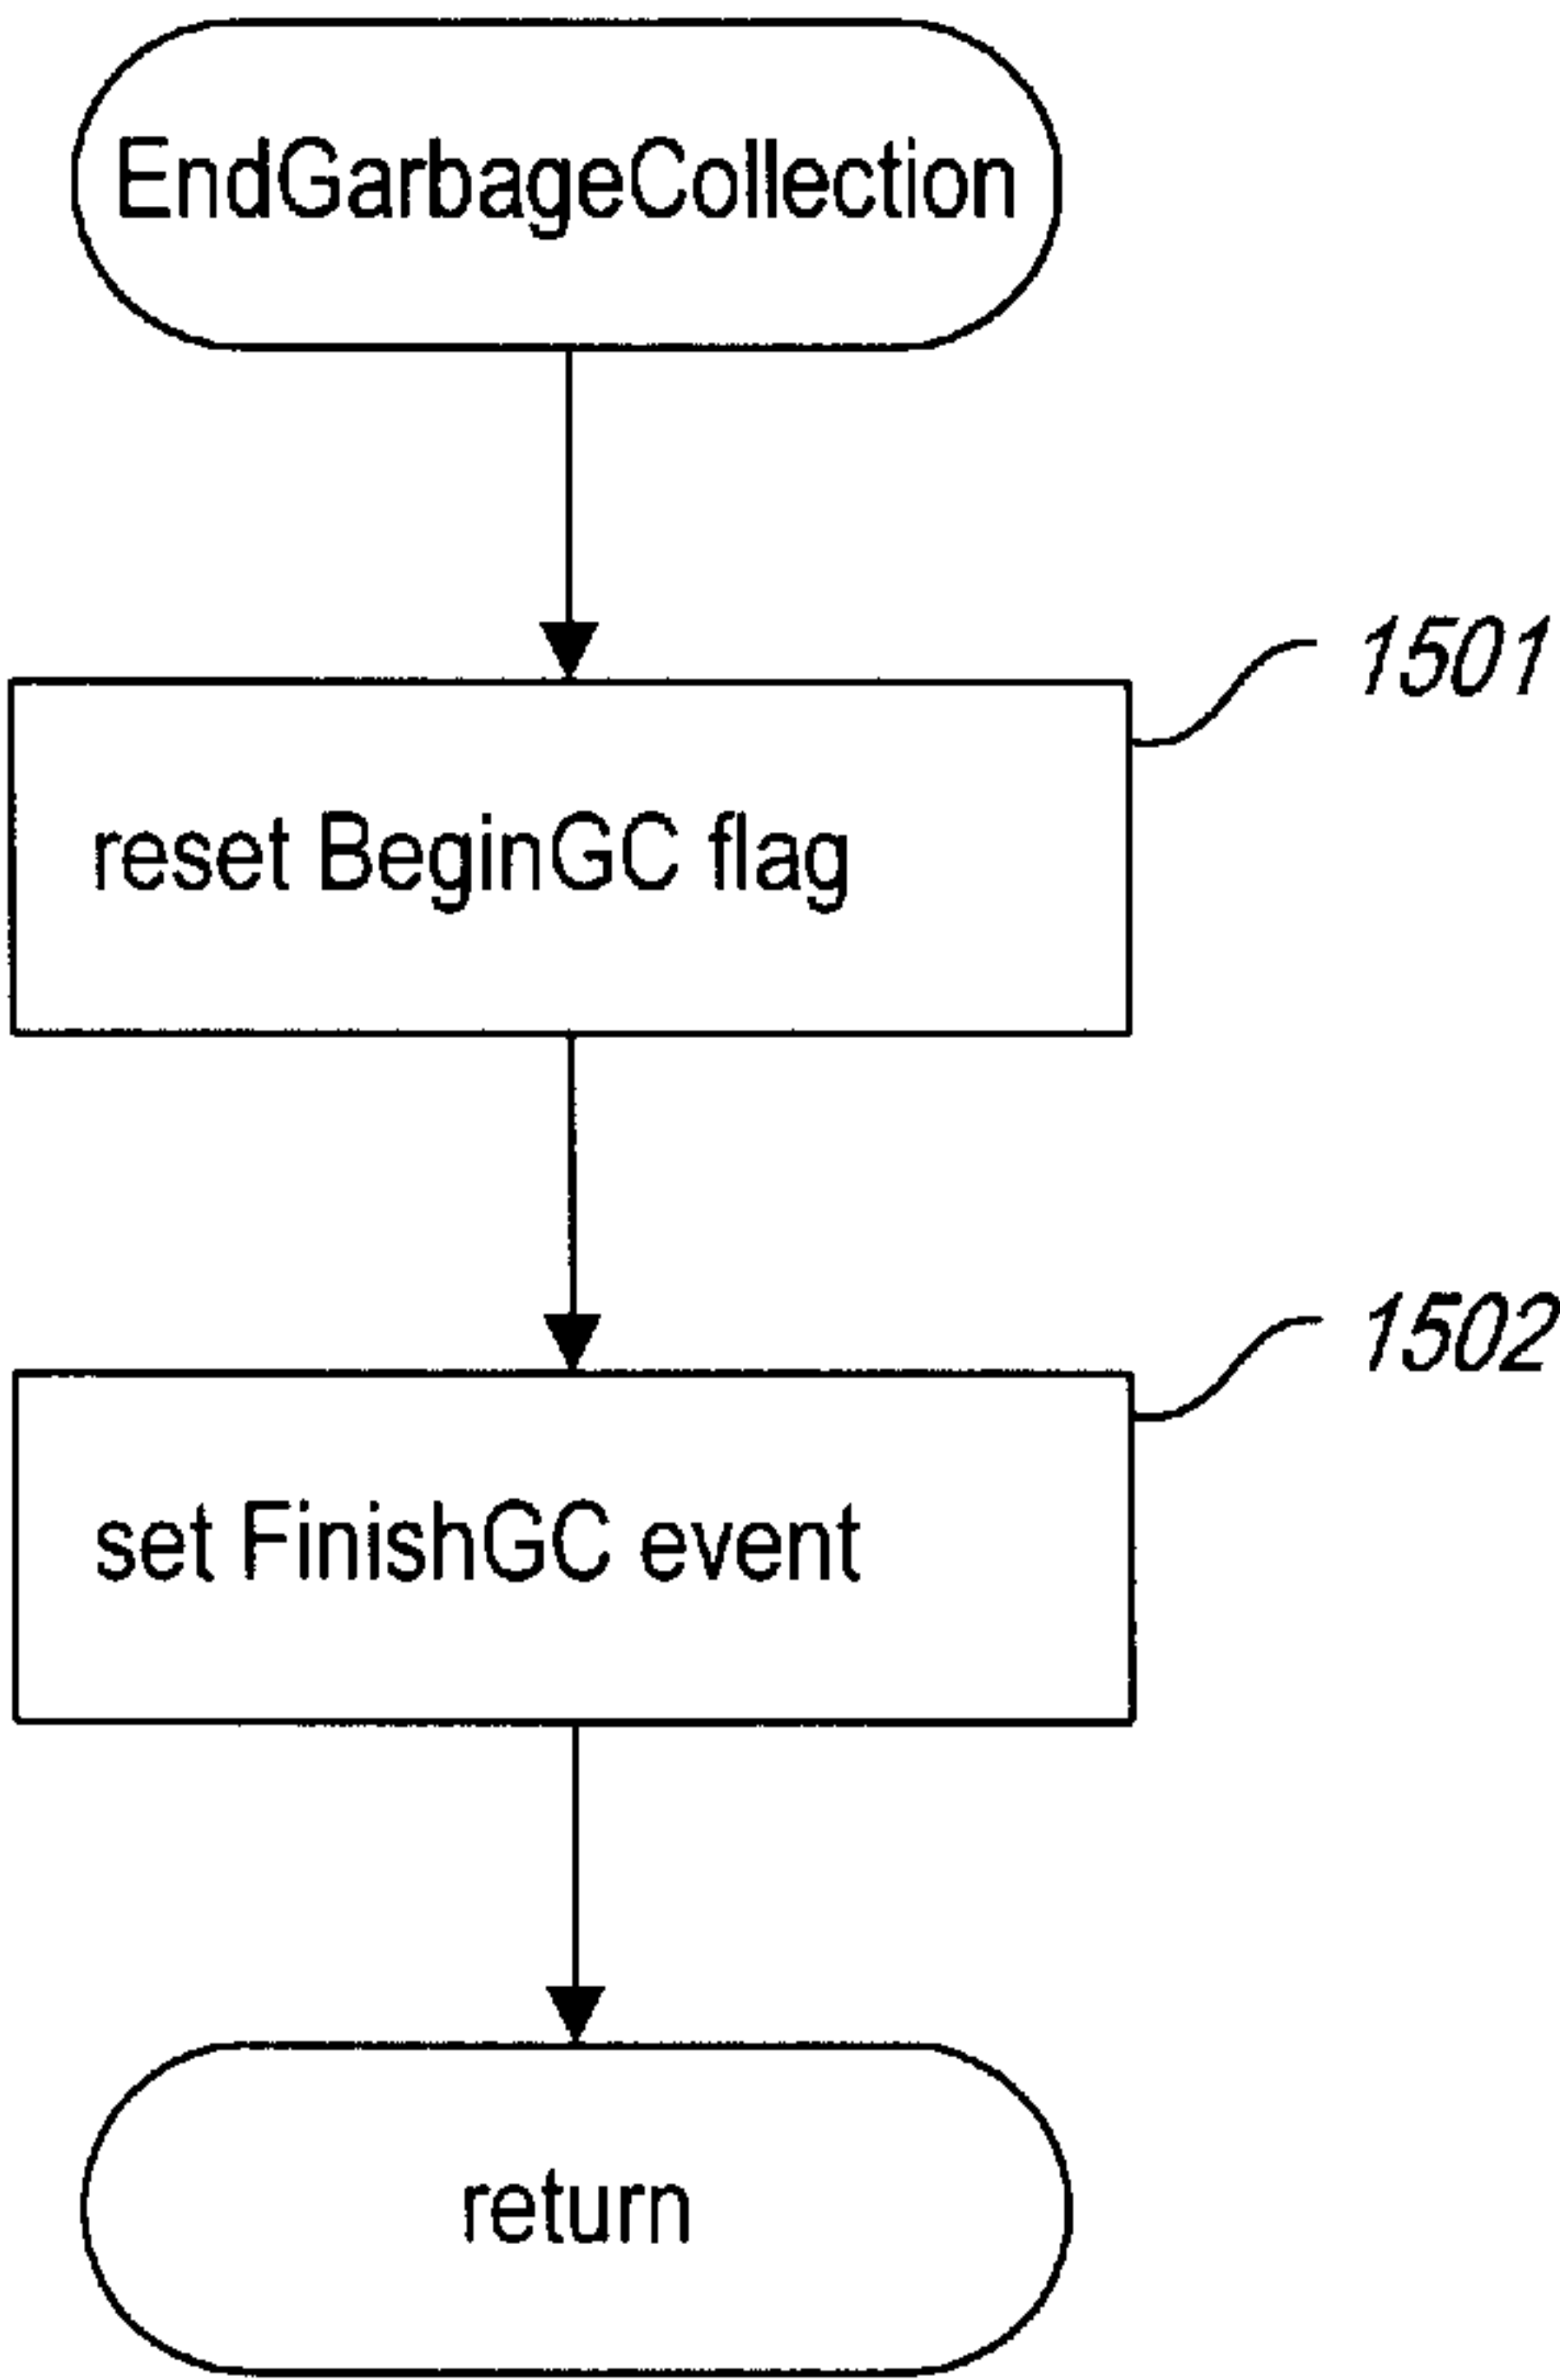 EndGarbageCollection
1501
reset BeginGC flag
1502
set FinishGC event
return